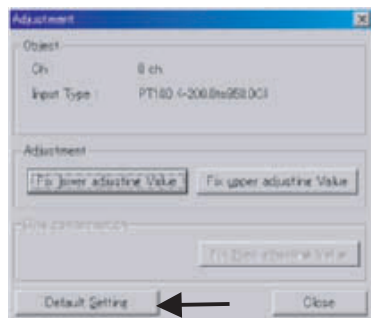 Adjustment
Object
Ch 8 ch
Input Type : PT100
Adjustment
Fix lower adjusting Value Fix upper adjusting Value
Default Setting Close